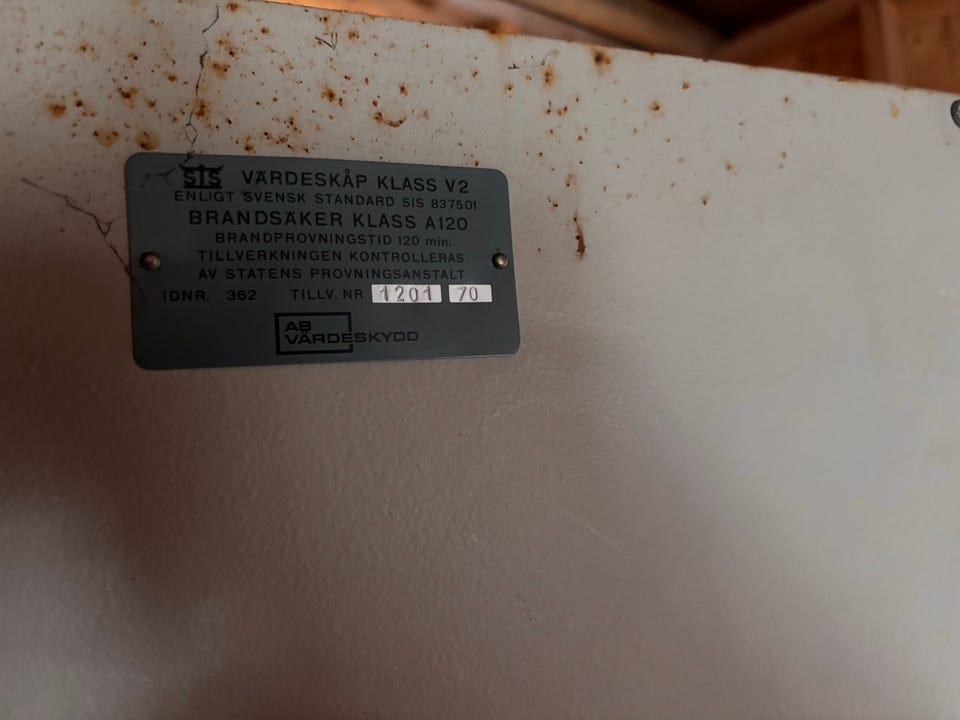 SIS VÄRDESKÅP KLASS V2
ENLIGT SVENSK STANDARD SIS 837501
BRANDSÄKER KLASS A120
BRANDPROVNINGSTID 120 min.
TILLVERKNINGEN KONTROLLERAS
AV STATENS PROVNINGSANSTALT
IDNR. 362 TILLV. NR 1201 70
AB
VÄRDESKYDD